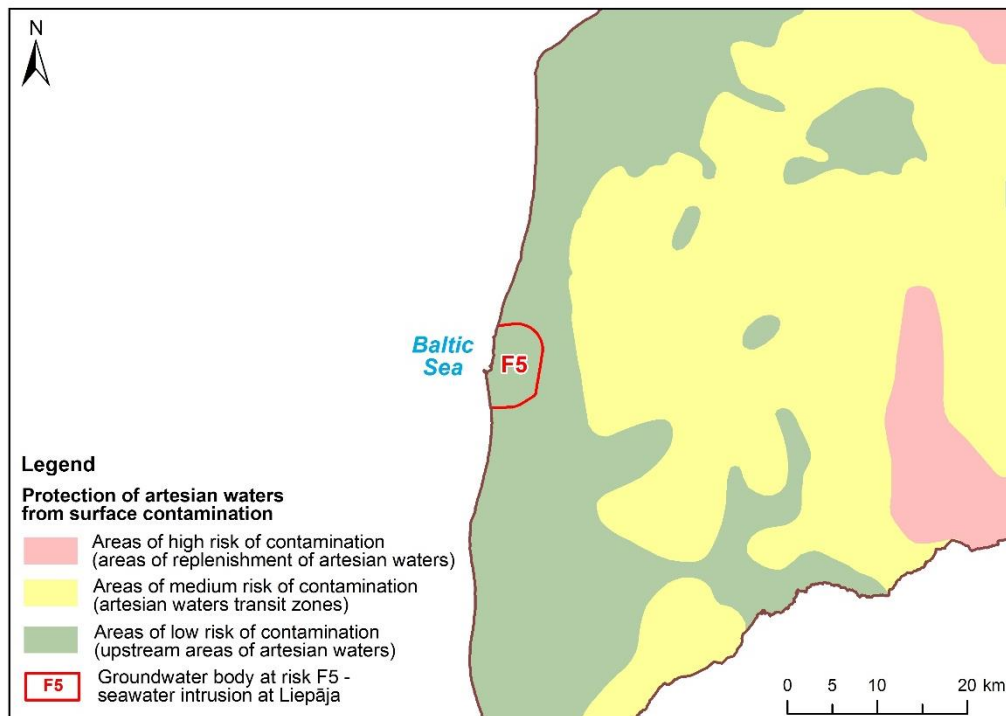 N
Baltic
Sea
F5
Legend
Protection of artesian waters
from surface contamination
Areas of high risk of contamination
(areas of replenishment of artesian waters)
Areas of medium risk of contamination
(artesian waters transit zones)
Areas of low risk of contamination
(upstream areas of artesian waters)
F5 Groundwater body at risk F5 -
seawater intrusion at Liepāja
0 5 10 20 km